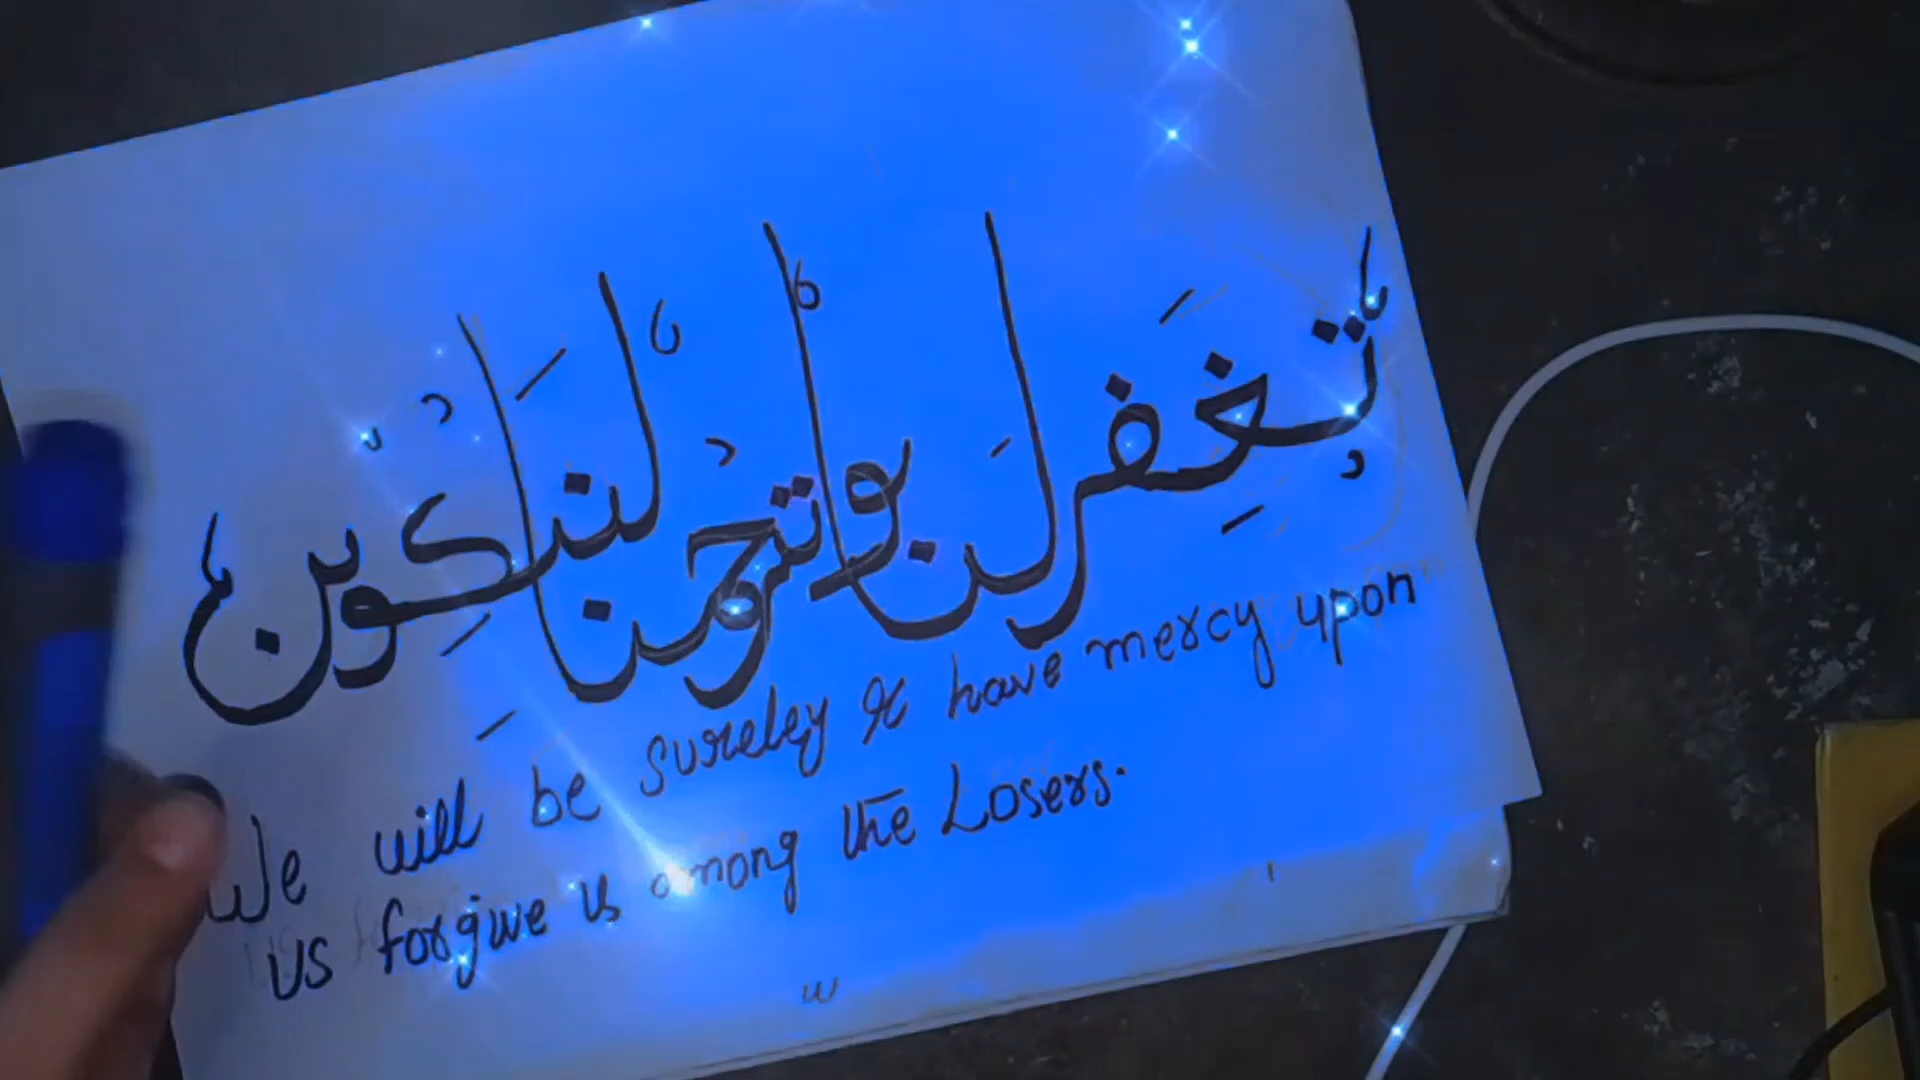 تغفر لنا وترحمنا لنكونن
We will be sureley & have mercy upon
us forgive us among the Losers.